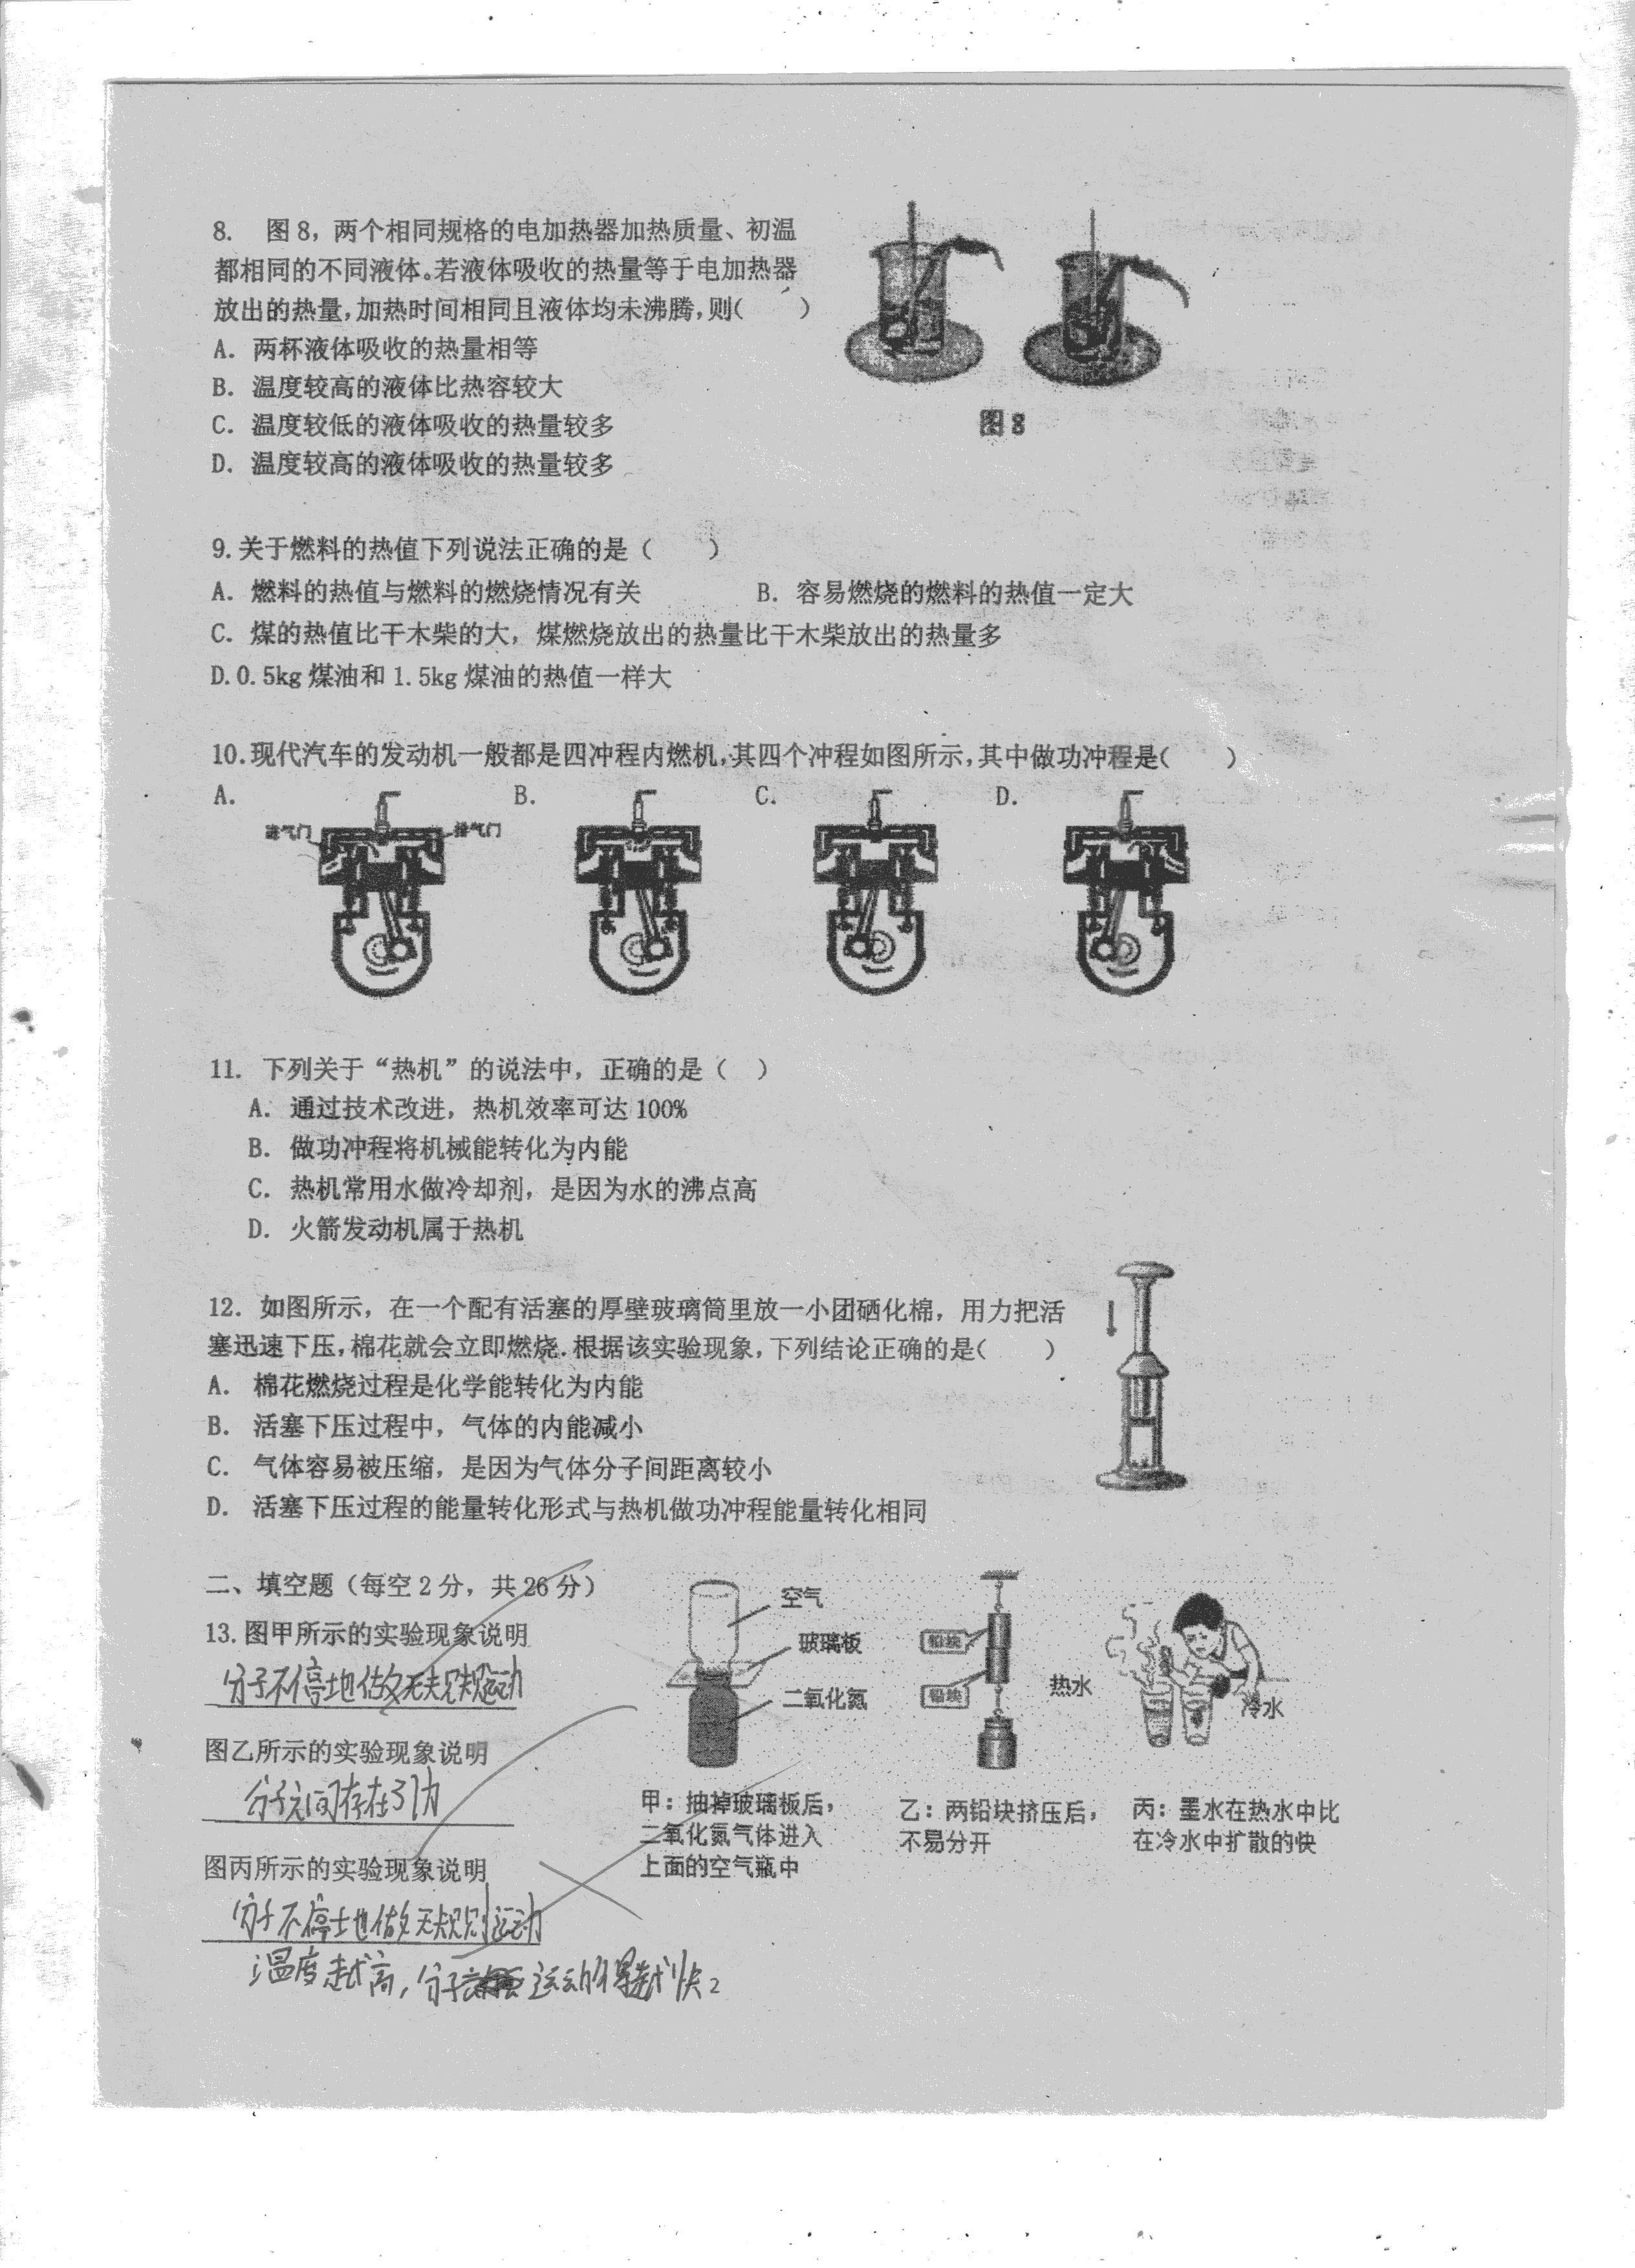 8. 图8，两个相同规格的电加热器加热质量、初温
都相同的不同液体。若液体吸收的热量等于电加热器
放出的热量，加热时间相同且液体均未沸腾，则(　　)
A. 两杯液体吸收的热量相等
B. 温度较高的液体比热容较大
C. 温度较低的液体吸收的热量较多
D. 温度较高的液体吸收的热量较多
图8
9.关于燃料的热值下列说法正确的是（　　）
A. 燃料的热值与燃料的燃烧情况有关　　B. 容易燃烧的燃料的热值一定大
C. 煤的热值比干木柴的大，煤燃烧放出的热量比干木柴放出的热量多
D.0.5kg煤油和1.5kg煤油的热值一样大
10.现代汽车的发动机一般都是四冲程内燃机，其四个冲程如图所示，其中做功冲程是(　　)
A.　　B.　　C.　　D.
进气门　　排气门
11. 下列关于“热机”的说法中，正确的是（　）
A. 通过技术改进，热机效率可达100%
B. 做功冲程将机械能转化为内能
C. 热机常用水做冷却剂，是因为水的沸点高
D. 火箭发动机属于热机
12. 如图所示，在一个配有活塞的厚壁玻璃筒里放一小团硝化棉，用力把活
塞迅速下压，棉花就会立即燃烧.根据该实验现象，下列结论正确的是(　　)
A. 棉花燃烧过程是化学能转化为内能
B. 活塞下压过程中，气体的内能减小
C. 气体容易被压缩，是因为气体分子间距离较小
D. 活塞下压过程的能量转化形式与热机做功冲程能量转化相同
二、填空题（每空2分，共26分）
13.图甲所示的实验现象说明
分子不停地做无规则运动
图乙所示的实验现象说明
分子之间存在引力
图丙所示的实验现象说明
分子不停地做无规则运动
温度越高，分子运动得越快
空气
玻璃板
二氧化氮
甲：抽掉玻璃板后，
二氧化氮气体进入
上面的空气瓶中
铅块
铅块
乙：两铅块挤压后，
不易分开
热水
冷水
丙：墨水在热水中比
在冷水中扩散的快